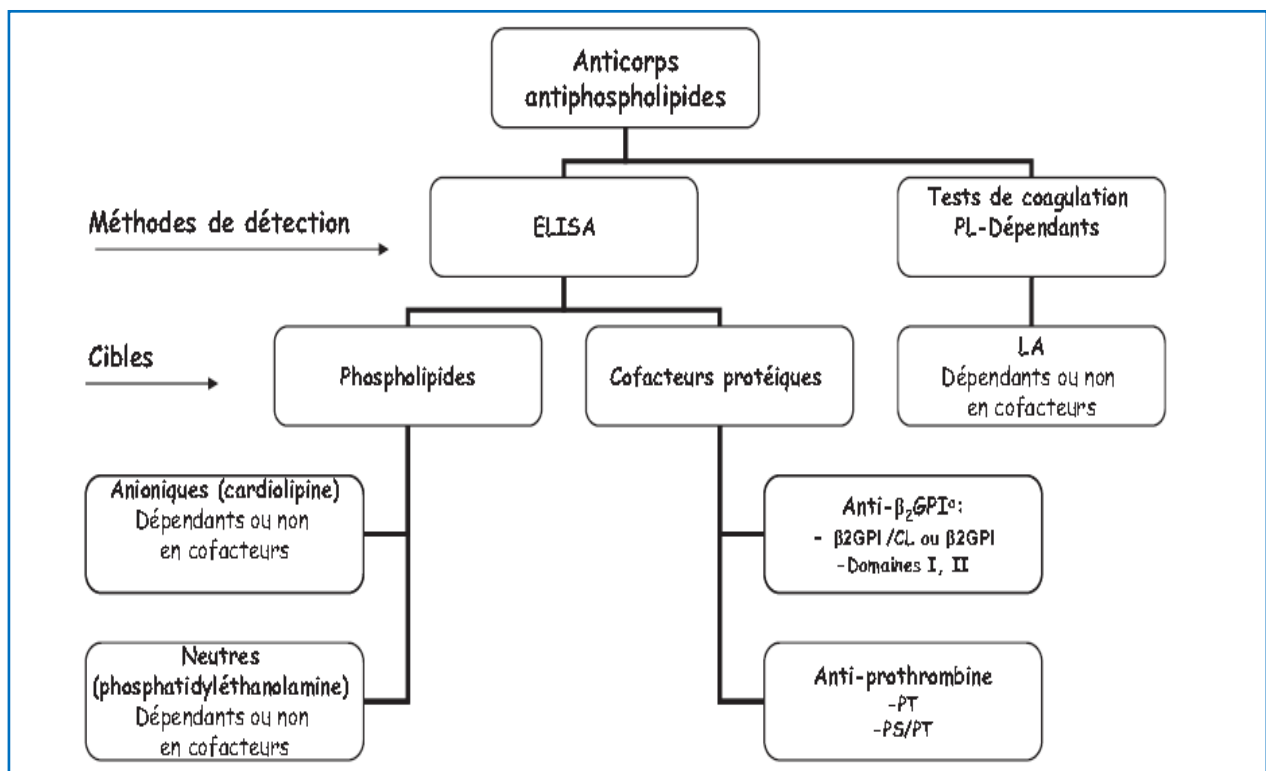 Anticorps
antiphospholipides
Méthodes de détection
ELISA
Tests de coagulation
PL-Dépendants
Cibles
Phospholipides
Cofacteurs protéiques
LA
Dépendants ou non
en cofacteurs
Anioniques (cardiolipine)
Dépendants ou non
en cofacteurs
Anti-β₂GPIᵃ:
- β2GPI /CL ou β2GPI
-Domaines I, II
Neutres
(phosphatidyléthanolamine)
Dépendants ou non
en cofacteurs
Anti-prothrombine
-PT
-PS/PT